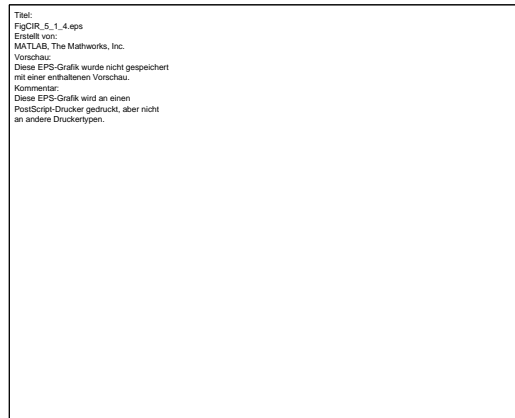 Titel:
FigCIR_5_1_4.eps
Erstellt von:
MATLAB, The Mathworks, Inc.
Vorschau:
Diese EPS-Grafik wurde nicht gespeichert
mit einer enthaltenen Vorschau.
Kommentar:
Diese EPS-Grafik wird an einen
PostScript-Drucker gedruckt, aber nicht
an andere Druckertypen.